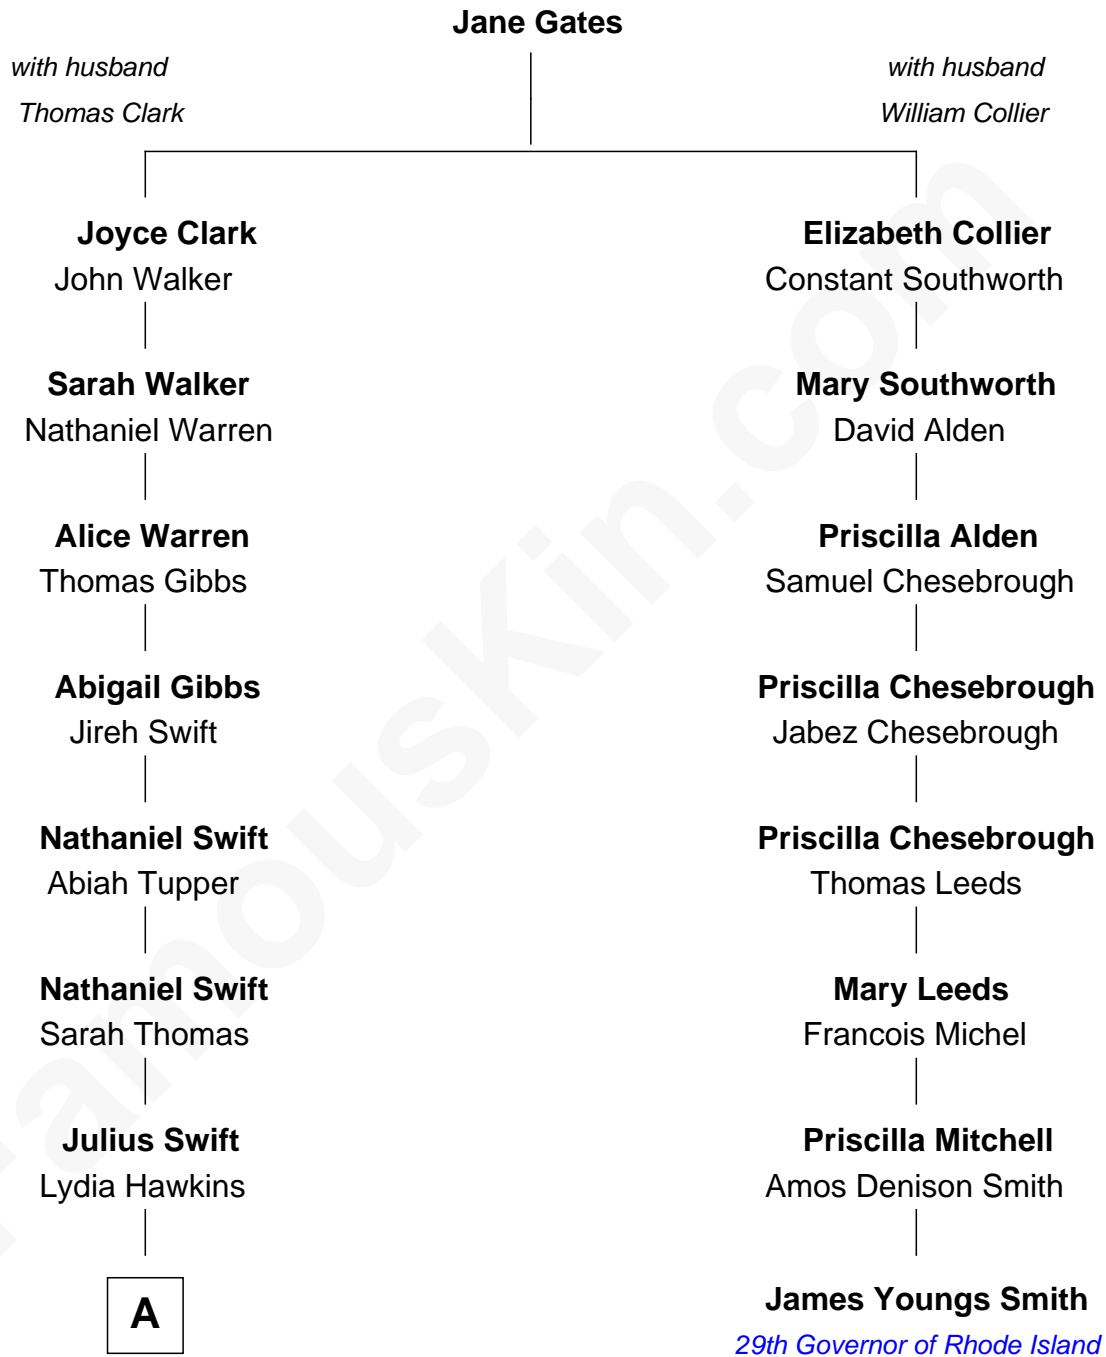 Jane Gates
with husband
Thomas Clark
with husband
William Collier
Joyce Clark
John Walker
Elizabeth Collier
Constant Southworth
Sarah Walker
Nathaniel Warren
Mary Southworth
David Alden
Alice Warren
Thomas Gibbs
Priscilla Alden
Samuel Chesebrough
Abigail Gibbs
Jireh Swift
Priscilla Chesebrough
Jabez Chesebrough
Nathaniel Swift
Abiah Tupper
Priscilla Chesebrough
Thomas Leeds
Nathaniel Swift
Sarah Thomas
Mary Leeds
Francois Michel
Julius Swift
Lydia Hawkins
Priscilla Mitchell
Amos Denison Smith
A
James Youngs Smith
29th Governor of Rhode Island
FamousKin.com